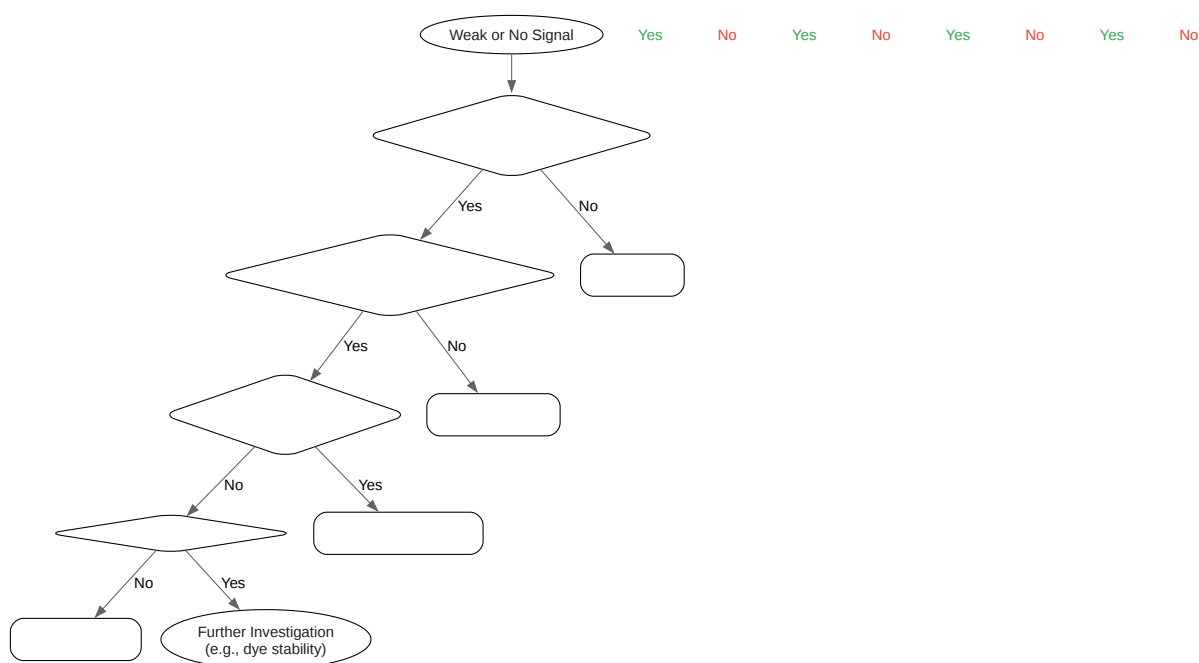 Weak or No Signal
Yes No Yes No Yes No Yes No
Yes
No
Yes
No
No
Yes
No
Yes
Further Investigation
(e.g., dye stability)